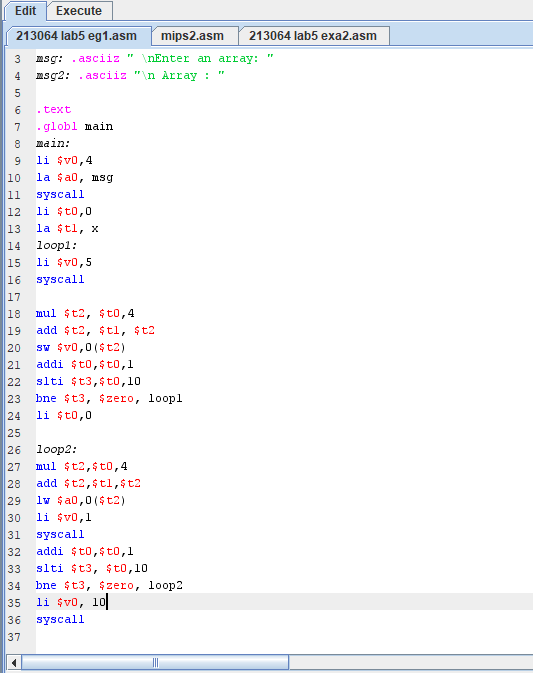 Edit Execute
213064 lab5 eg1.asm mips2.asm 213064 lab5 exa2.asm
3 msg: .asciiz " \nEnter an array: "
4 msg2: .asciiz "\n Array : "
5
6 .text
7 .globl main
8 main:
9 li $v0,4
10 la $a0, msg
11 syscall
12 li $t0,0
13 la $t1, x
14 loop1:
15 li $v0,5
16 syscall
17
18 mul $t2, $t0,4
19 add $t2, $t1, $t2
20 sw $v0,0($t2)
21 addi $t0,$t0,1
22 slti $t3,$t0,10
23 bne $t3, $zero, loop1
24 li $t0,0
25
26 loop2:
27 mul $t2,$t0,4
28 add $t2,$t1,$t2
29 lw $a0,0($t2)
30 li $v0,1
31 syscall
32 addi $t0,$t0,1
33 slti $t3, $t0,10
34 bne $t3, $zero, loop2
35 li $v0, 10
36 syscall
37